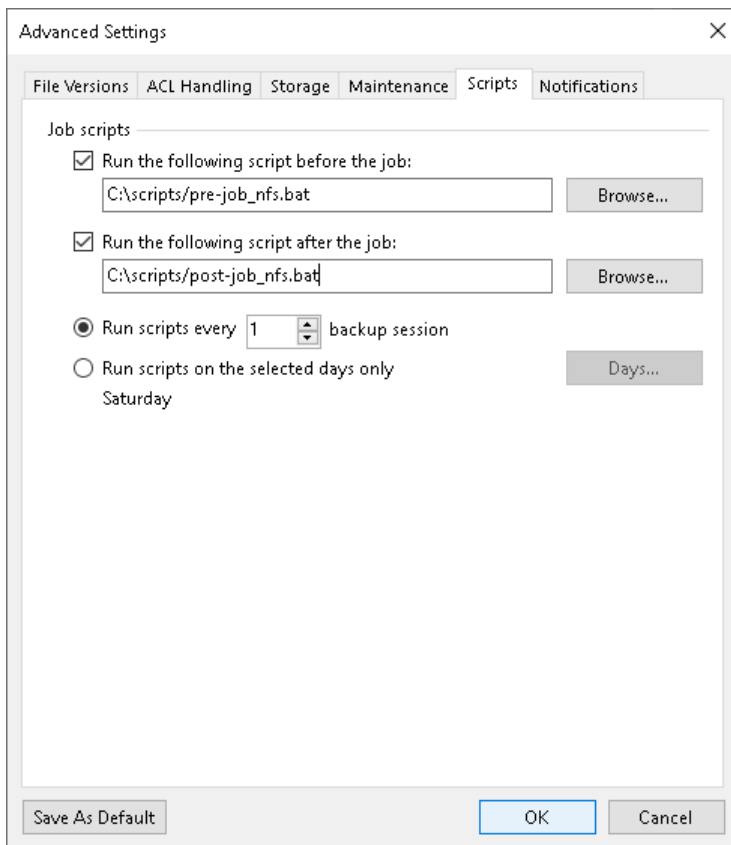 Advanced Settings
File Versions ACL Handling Storage Maintenance Scripts Notifications
Job scripts
Run the following script before the job:
C:\scripts/pre-job_nfs.bat Browse...
Run the following script after the job:
C:\scripts/post-job_nfs.bat Browse...
Run scripts every 1 backup session
Run scripts on the selected days only Days...
Saturday
Save As Default OK Cancel